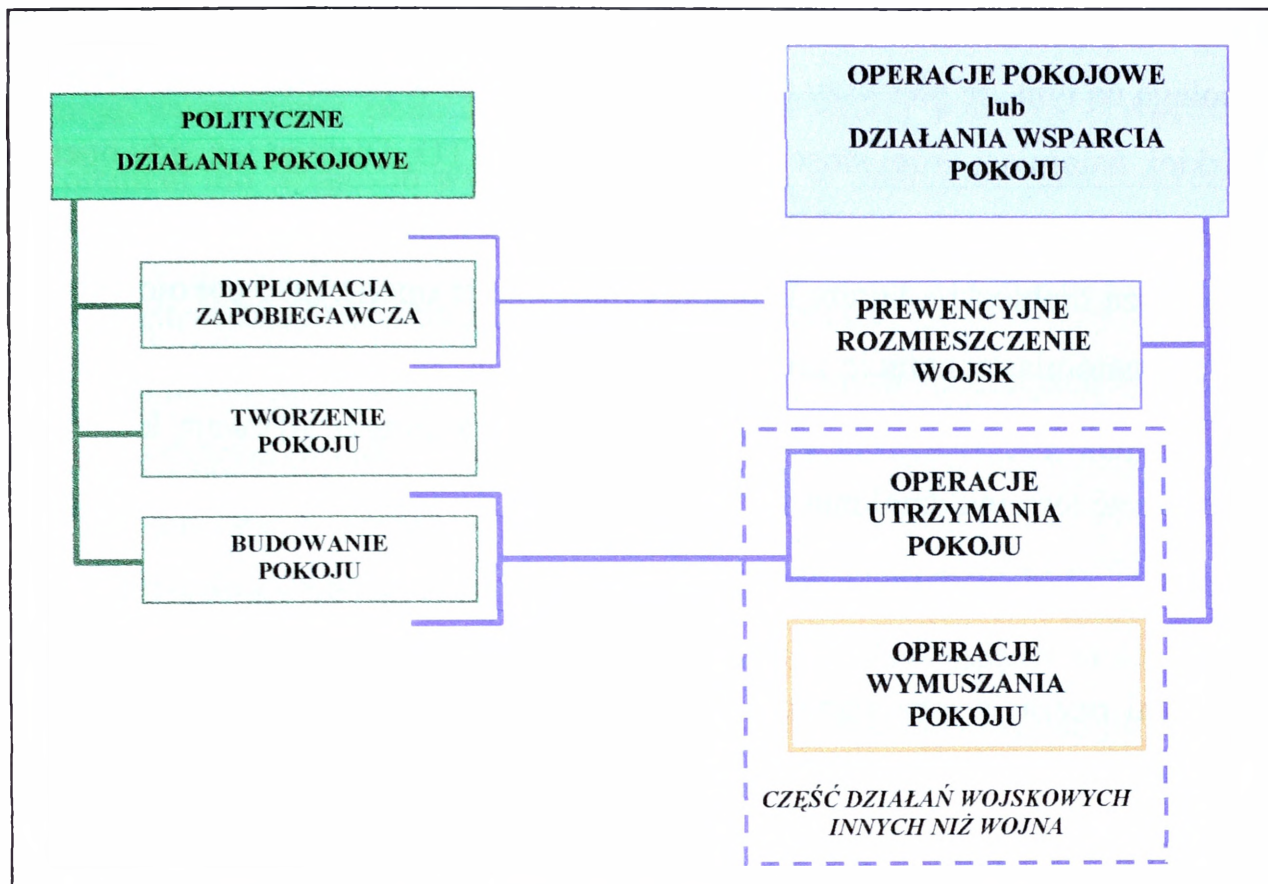 POLITYCZNE
DZIAŁANIA POKOJOWE
DYPLOMACJA
ZAPOBIEGAWCZA
TWORZENIE
POKOJU
BUDOWANIE
POKOJU
OPERACJE POKOJOWE
lub
DZIAŁANIA WSPARCIA
POKOJU
PREWENCYJNE
ROZMIESZCZENIE
WOJSK
OPERACJE
UTRZYMANIA
POKOJU
OPERACJE
WYMUSZANIA
POKOJU
CZĘŚĆ DZIAŁAŃ WOJSKOWYCH
INNYCH NIŻ WOJNA